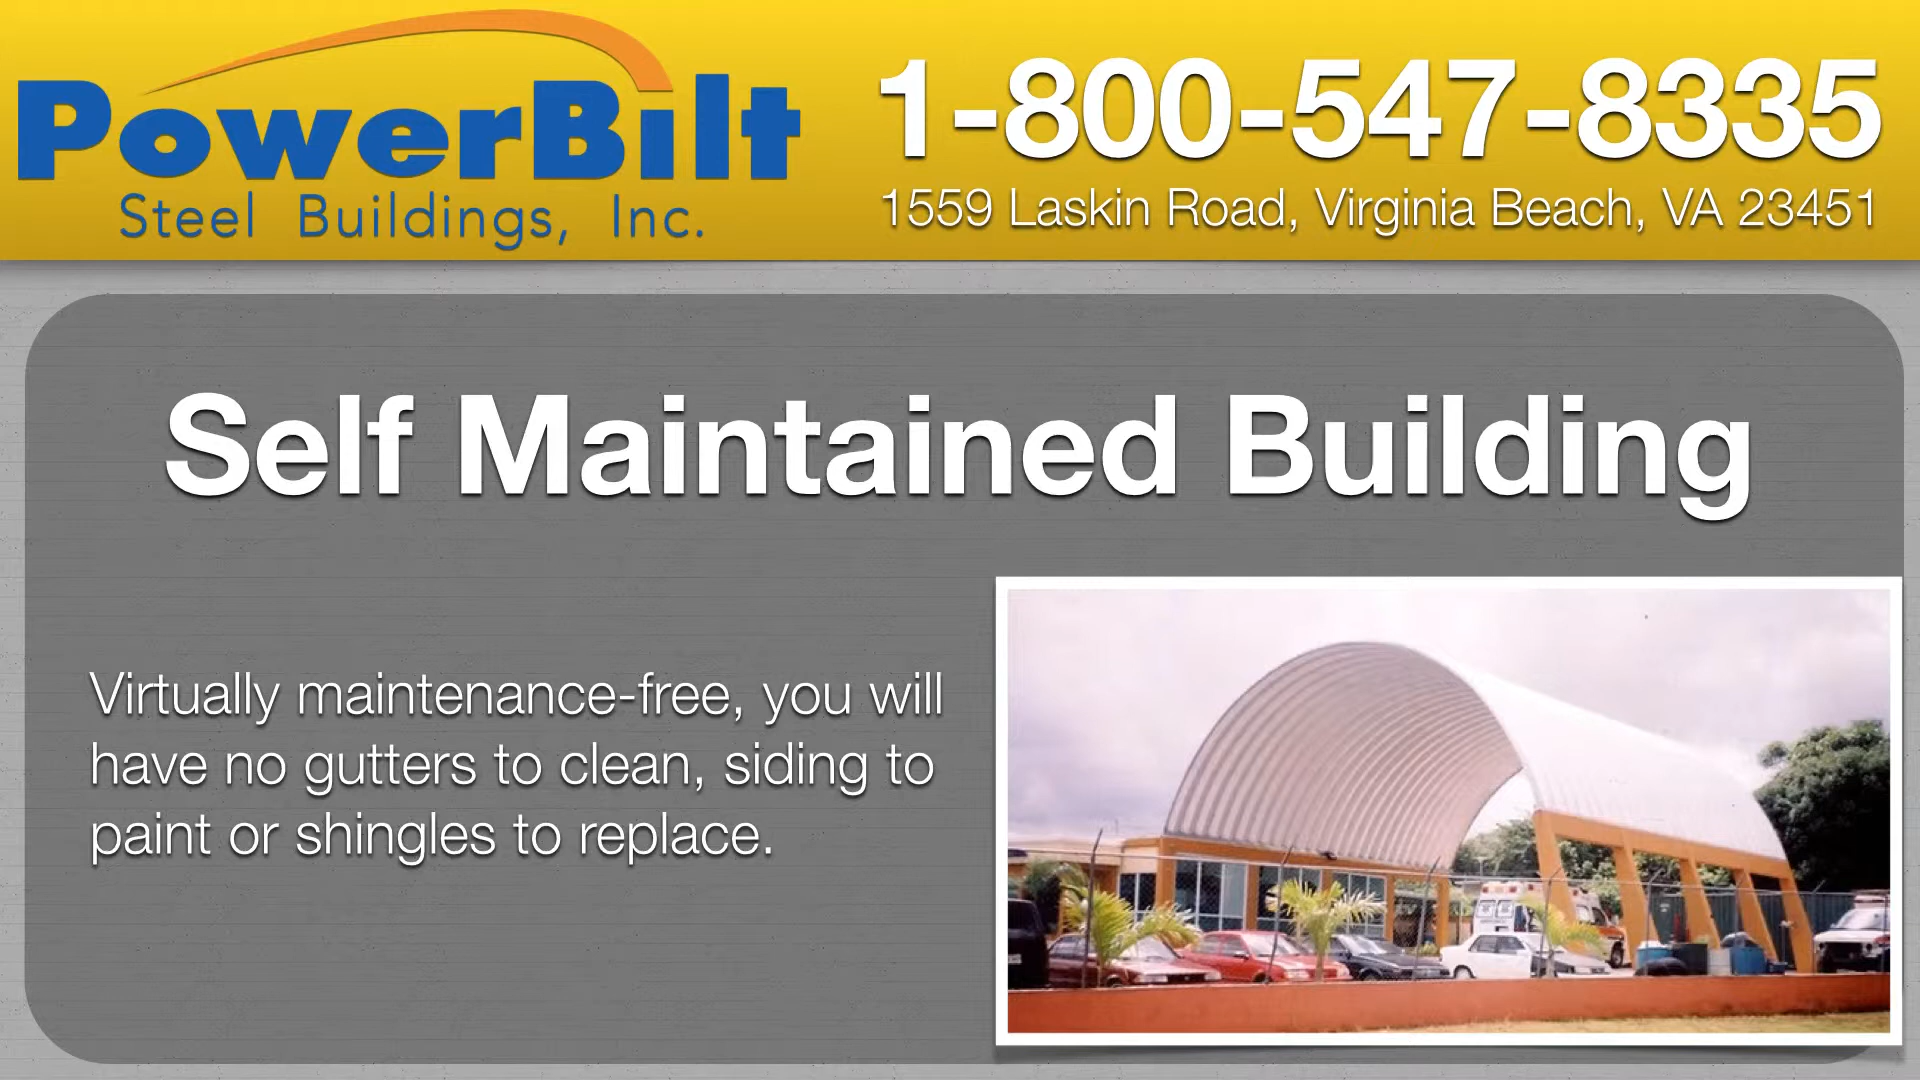 PowerBilt
Steel Buildings, Inc.
1-800-547-8335
1559 Laskin Road, Virginia Beach, VA 23451
Self Maintained Building
Virtually maintenance-free, you will
have no gutters to clean, siding to
paint or shingles to replace.